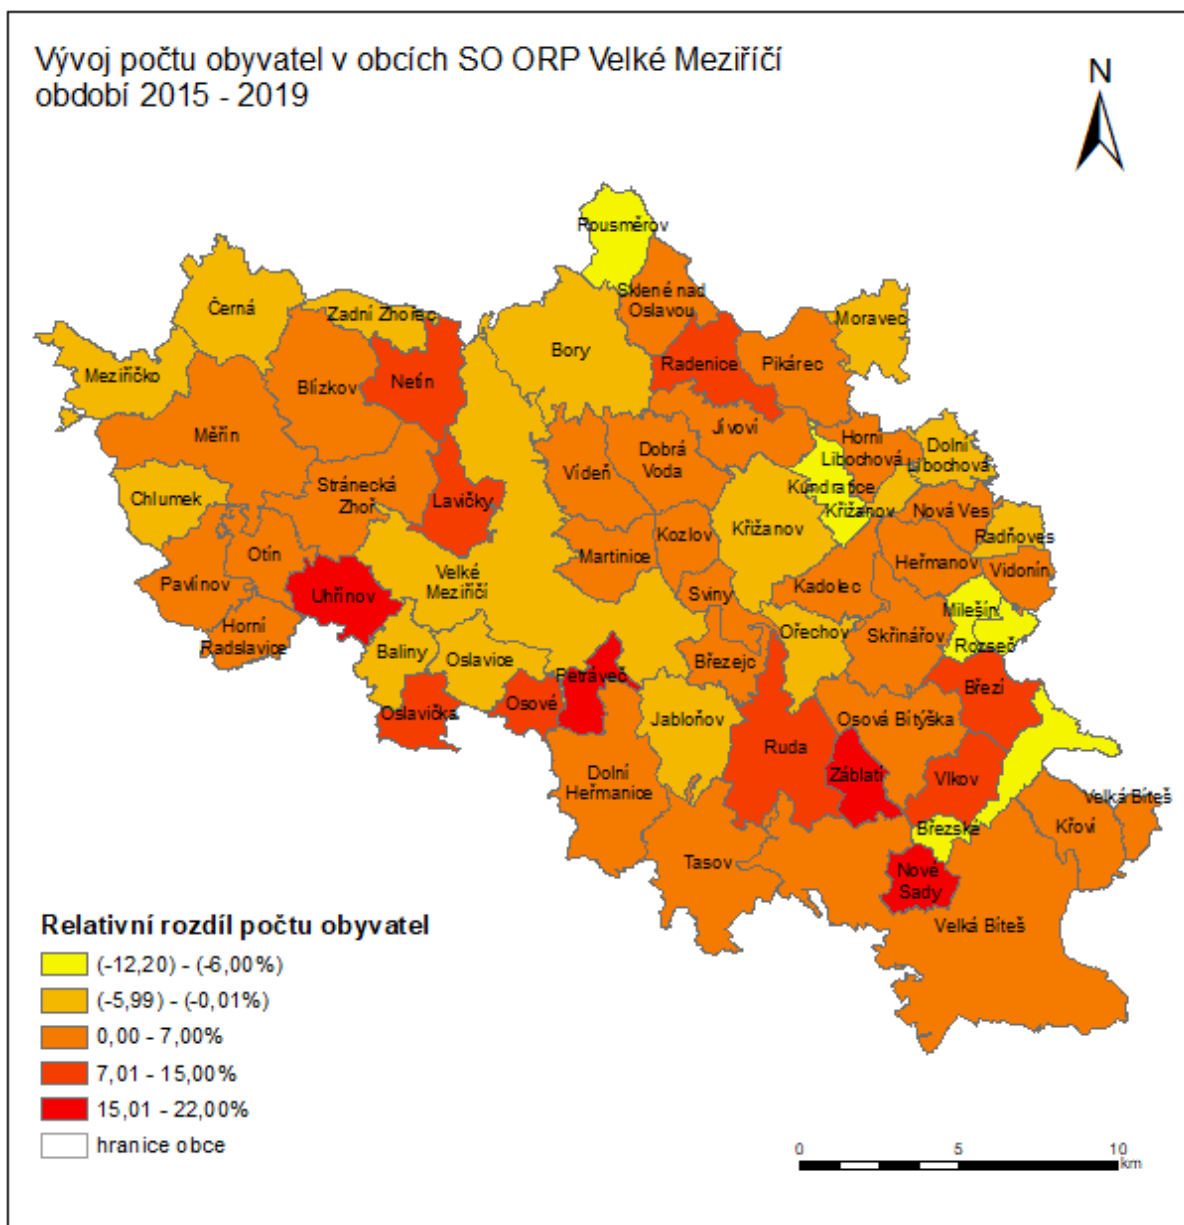 Vývoj počtu obyvatel v obcích SO ORP Velké Meziříčí
období 2015 - 2019
N
Rousměrov
Sklené nad
Oslavou
Černá
Zadní Zhořec
Moravec
Bory
Radenice
Pikárec
Meziříčko
Blízkov
Netín
Měřín
Jívoví
Horní
Libochová
Dolní
Libochová
Dobrá
Voda
Vídeň
Stránecká
Zhoř
Chlumek
Lavičky
Kundratice
Křižanov
Nová Ves
Křižanov
Radňoves
Kozlov
Martinice
Otín
Pavlínov
Heřmanov
Vidonín
Velké
Meziříčí
Kadolec
Uhřínov
Sviny
Milešín
Horní
Radslavice
Ořechov
Skřinářov
Rozseč
Baliny
Oslavice
Březejc
Petráveč
Březí
Oslavička
Osové
Jabloňov
Osová Bítýška
Ruda
Záblatí
Vlkov
Dolní
Heřmanice
Velká Bíteš
Křoví
Březské
Tasov
Nové
Sady
Velká Bíteš
Relativní rozdíl počtu obyvatel
(-12,20) - (-6,00%)
(-5,99) - (-0,01%)
0,00 - 7,00%
7,01 - 15,00%
15,01 - 22,00%
hranice obce
0 5 10
km